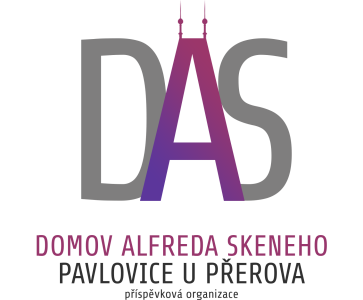 DAS
DOMOV ALFREDA SKENEHO
PAVLOVICE U PŘEROVA
příspěvková organizace